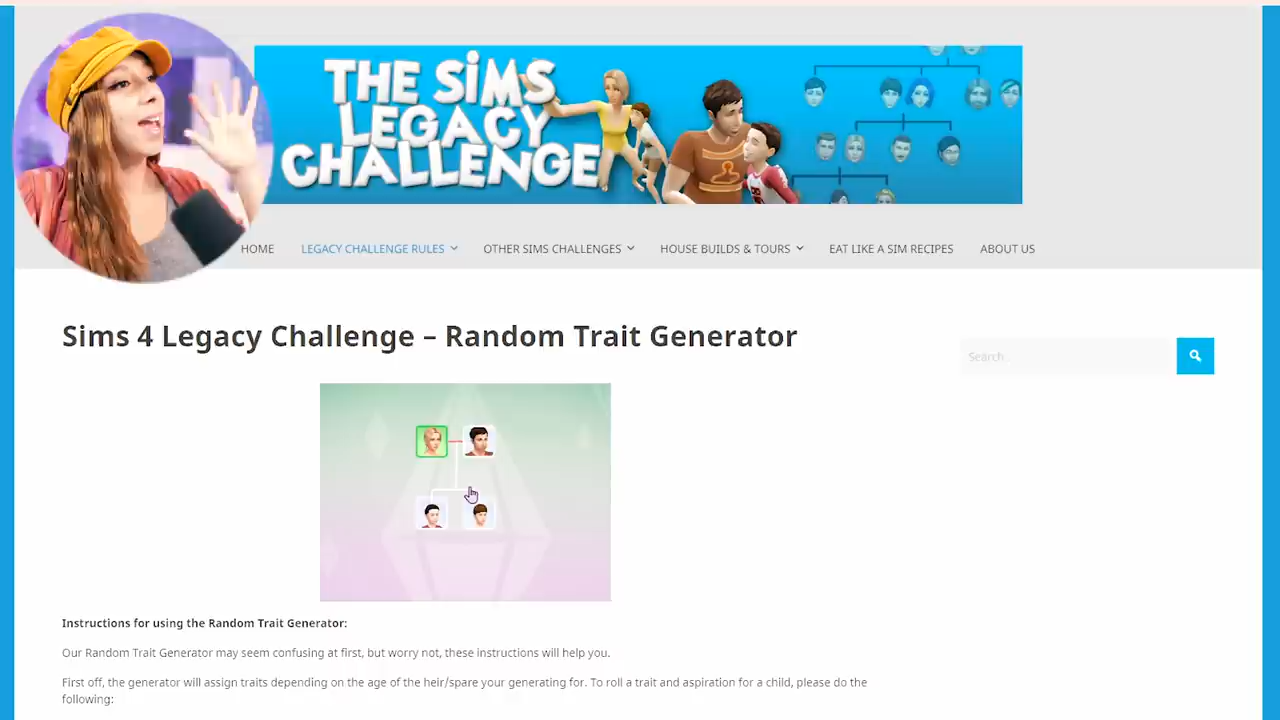 THE SiMS
LEGACY
CHALLENGE
HOME LEGACY CHALLENGE RULES OTHER SIMS CHALLENGES HOUSE BUILDS & TOURS EAT LIKE A SIM RECIPES ABOUT US
Sims 4 Legacy Challenge – Random Trait Generator
Search...
Instructions for using the Random Trait Generator:
Our Random Trait Generator may seem confusing at first, but worry not, these instructions will help you.
First off, the generator will assign traits depending on the age of the heir/spare your generating for. To roll a trait and aspiration for a child, please do the
following: